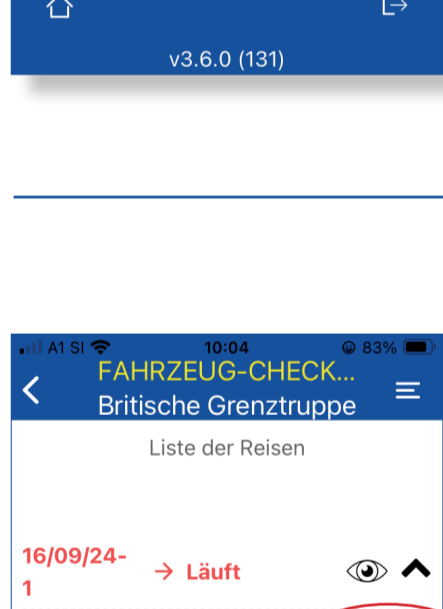 v3.6.0 (131)
A1 SI 10:04 83%
FAHRZEUG-CHECK...
Britische Grenztruppe
Liste der Reisen
16/09/24-
1
→ Läuft